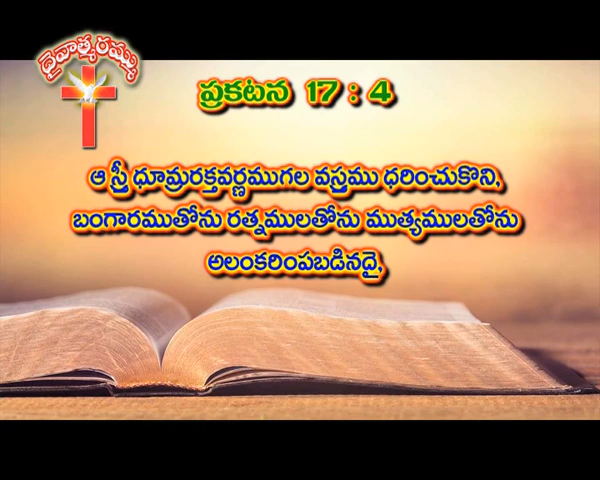 దైవాత్మరమ్ము
ప్రకటన 17 : 4
ఆ స్త్రీ ధూమ్రరక్తవర్ణముగల వస్త్రము ధరించుకొని,
బంగారముతోను రత్నములతోను ముత్యములతోను
అలంకరింపబడినదై,